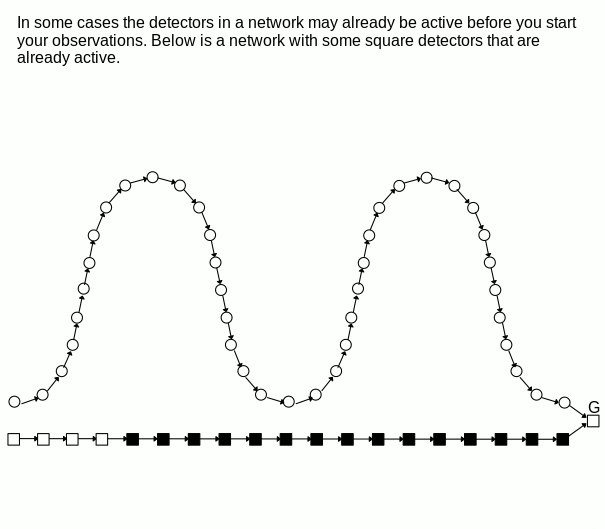 In some cases the detectors in a network may already be active before you start
your observations. Below is a network with some square detectors that are
already active.
G